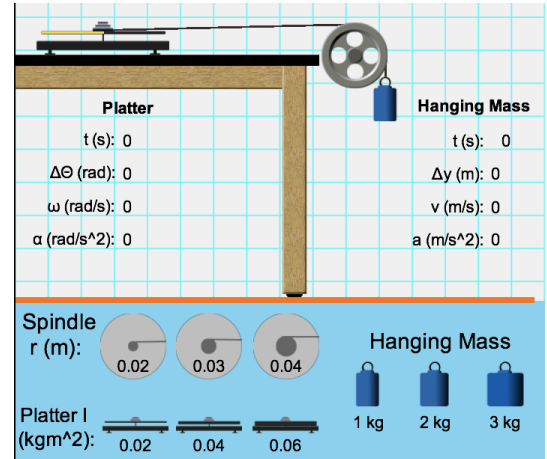 Platter
t (s): 0
ΔΘ (rad): 0
ω (rad/s): 0
α (rad/s^2): 0
Hanging Mass
t (s): 0
Δy (m): 0
v (m/s): 0
a (m/s^2): 0
Spindle
r (m):
0.02 0.03 0.04
Platter I
(kgm^2):
0.02 0.04 0.06
Hanging Mass
1 kg 2 kg 3 kg